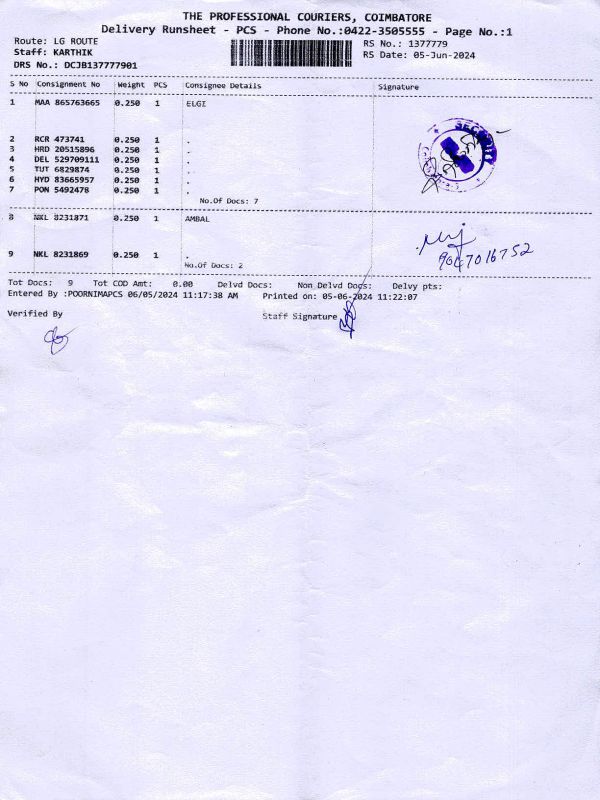 THE PROFESSIONAL COURIERS, COIMBATORE
Delivery Runsheet - PCS - Phone No.:0422-3505555 - Page No.:1
Route: LG ROUTE
RS No.: 1377779
Staff: KARTHIK
RS Date: 05-Jun-2024
DRS No.: DCJB137777901
S No Consignment No Weight PCS Consignee Details Signature
1 MAA 865763665 0.250 1 ELGI
SECURITY
2 RCR 473741 0.250 1 .
3 HRD 20515896 0.250 1 .
4 DEL 529709111 0.250 1 .
5 TUT 6829874 0.250 1 .
6 HYD 83665957 0.250 1 .
7 PON 5492478 0.250 1 .
No.Of Docs: 7
8 NKL 8231871 0.250 1 AMBAL
9047016752
9 NKL 8231869 0.250 1 .
No.Of Docs: 2
Tot Docs: 9 Tot COD Amt: 0.00 Delvd Docs: Non Delvd Docs: Delvy pts:
Entered By :POORNIMAPCS 06/05/2024 11:17:38 AM Printed on: 05-06-2024 11:22:07
Verified By Staff Signature